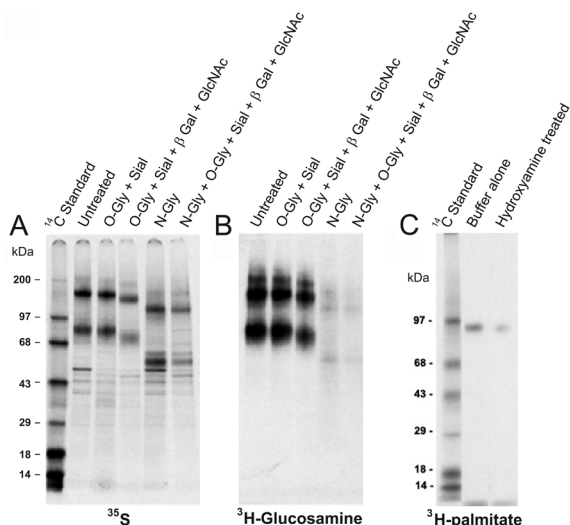 A
kDa
14C Standard
Untreated
O-Gly + Sial
O-Gly + Sial + β Gal + GlcNAc
N-Gly
N-Gly + O-Gly + Sial + β Gal + GlcNAc
200
97
68
43
29
18
14
35S
B
Untreated
O-Gly + Sial
O-Gly + Sial + β Gal + GlcNAc
N-Gly
N-Gly + O-Gly + Sial + β Gal + GlcNAc
3H-Glucosamine
C
kDa
14C Standard
Buffer alone
Hydroxyamine treated
97
68
43
29
18
14
3H-palmitate